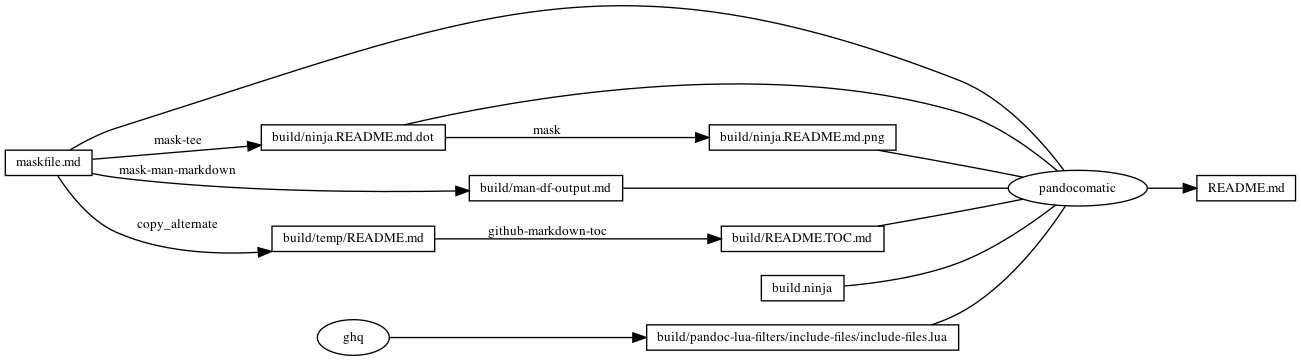 build/ninja.README.md.dot
mask
build/ninja.README.md.png
mask-tee
maskfile.md
mask-man-markdown
build/man-df-output.md
pandocomatic
README.md
copy_alternate
build/temp/README.md
github-markdown-toc
build/README.TOC.md
build.ninja
ghq
build/pandoc-lua-filters/include-files/include-files.lua